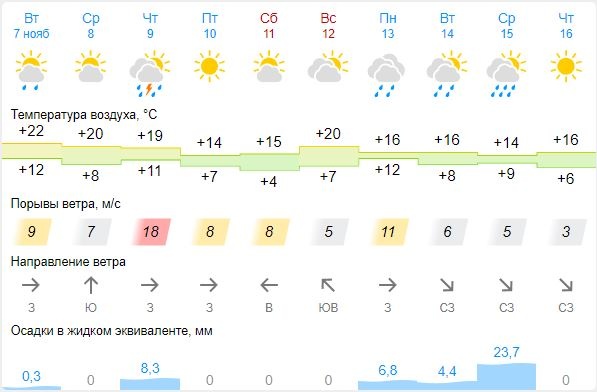 Вт Ср Чт Пт Сб Вс Пн Вт Ср Чт
7 нояб 8 9 10 11 12 13 14 15 16
Температура воздуха, °C
+22 +20 +19 +14 +15 +20 +16 +16 +14 +16
+12 +8 +11 +7 +4 +7 +12 +8 +9 +6
Порывы ветра, м/с
9 7 18 8 8 5 11 6 5 3
Направление ветра
З Ю З З В ЮВ З СЗ СЗ СЗ
Осадки в жидком эквиваленте, мм
0,3 0 8,3 0 0 0 6,8 4,4 23,7 0